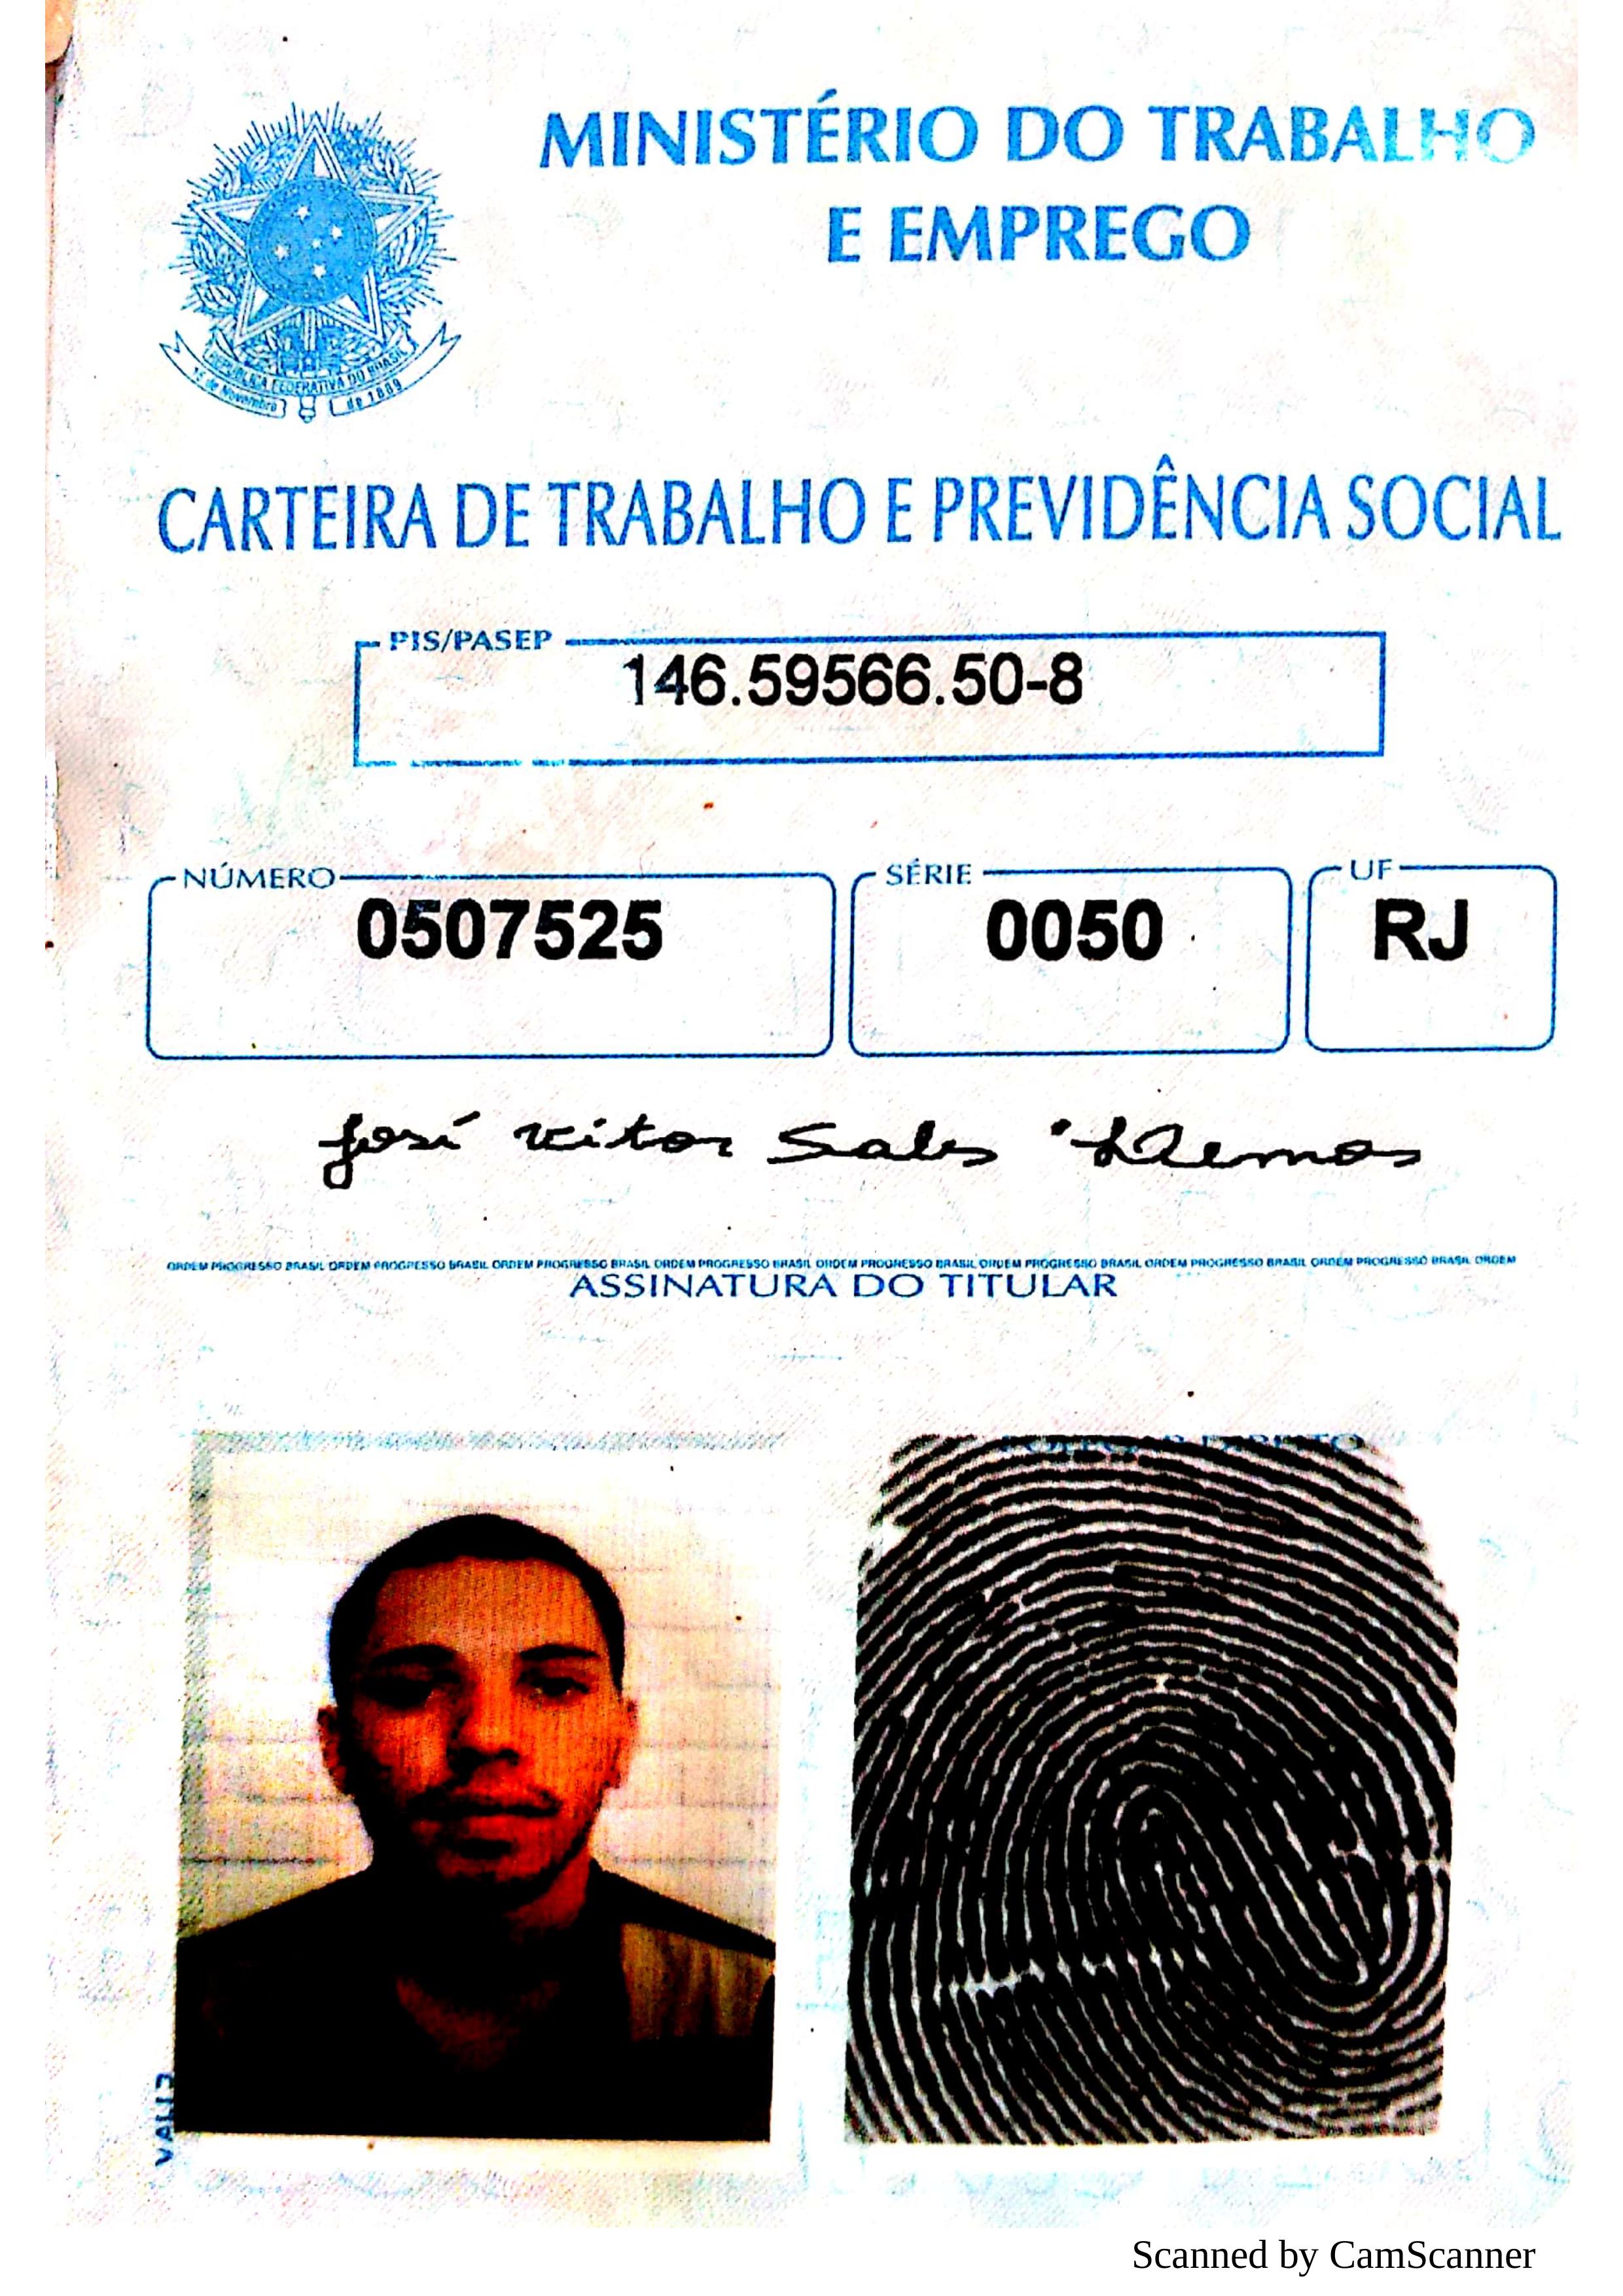 MINISTÉRIO DO TRABALHO
E EMPREGO
REPÚBLICA FEDERATIVA DO BRASIL
15 de Novembro de 1889
CARTEIRA DE TRABALHO E PREVIDÊNCIA SOCIAL
PIS/PASEP
146.59566.50-8
NÚMERO SÉRIE UF
0507525 0050 RJ
José Vitor Sales Lemos
ORDEM PROGRESSO BRASIL ORDEM PROGRESSO BRASIL ORDEM PROGRESSO BRASIL ORDEM PROGRESSO BRASIL ORDEM PROGRESSO BRASIL ORDEM PROGRESSO BRASIL ORDEM PROGRESSO BRASIL ORDEM PROGRESSO BRASIL ORDEM
ASSINATURA DO TITULAR
POLEGAR DIREITO
Scanned by CamScanner